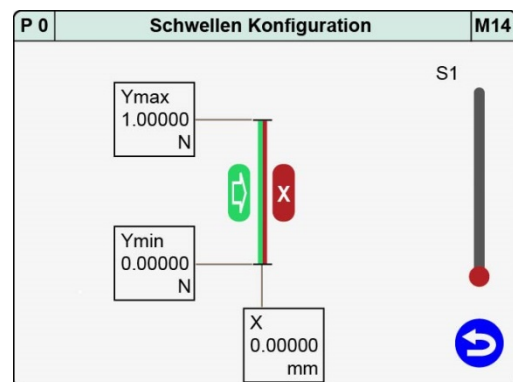 P 0 Schwellen Konfiguration M14
S1
Ymax
1.00000
N
X
Ymin
0.00000
N
X
0.00000
mm